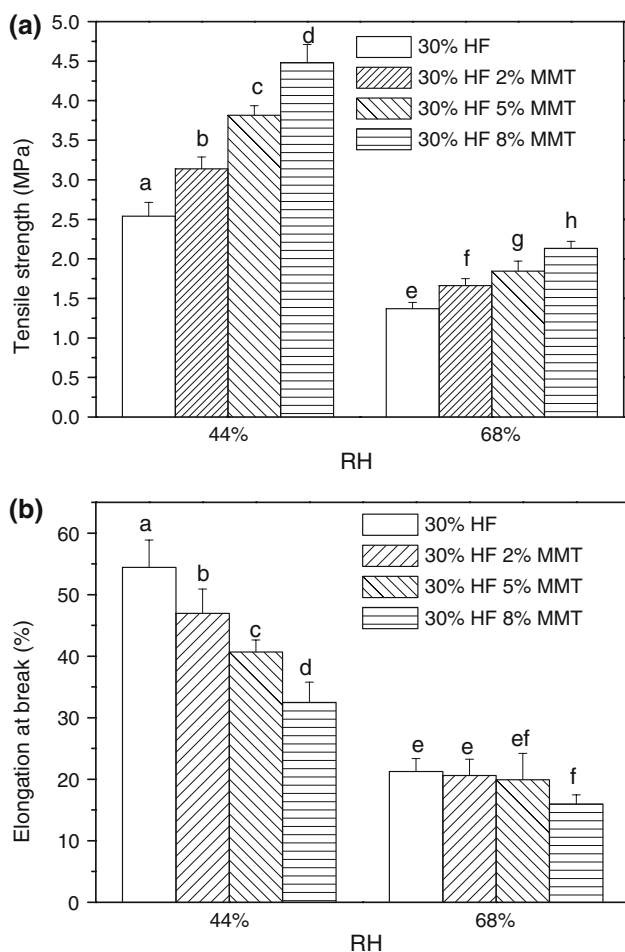 (a)
5.0
4.5
4.0
3.5
3.0
2.5
2.0
1.5
1.0
0.5
0.0
Tensile strength (MPa)
a
b
c
d
e
f
g
h
30% HF
30% HF 2% MMT
30% HF 5% MMT
30% HF 8% MMT
44%
68%
RH
(b)
60
50
40
30
20
10
0
Elongation at break (%)
a
b
c
d
e
e
ef
f
30% HF
30% HF 2% MMT
30% HF 5% MMT
30% HF 8% MMT
44%
68%
RH